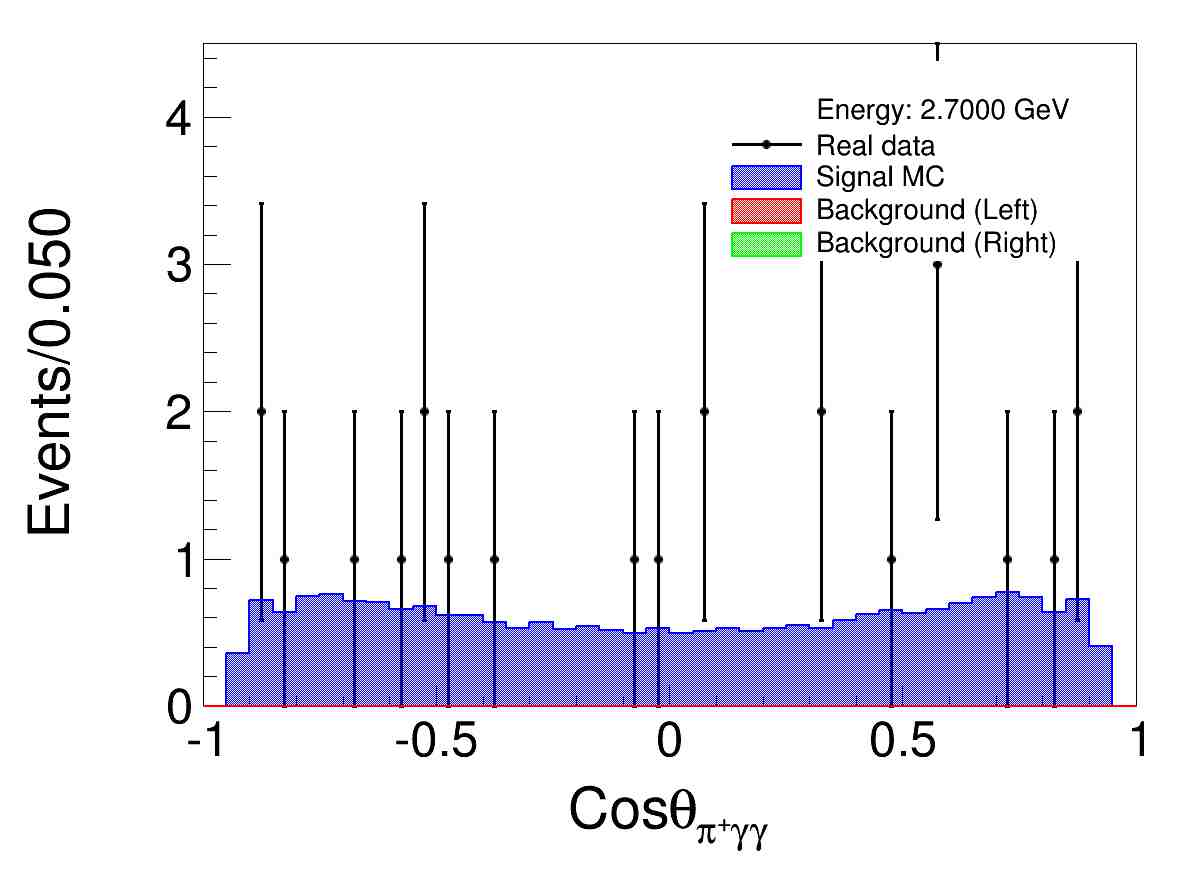 Energy: 2.7000 GeV
Real data
Signal MC
Background (Left)
Background (Right)
Events/0.050
4
3
2
1
0
-1 -0.5 0 0.5 1
Cosθπ⁺γγ